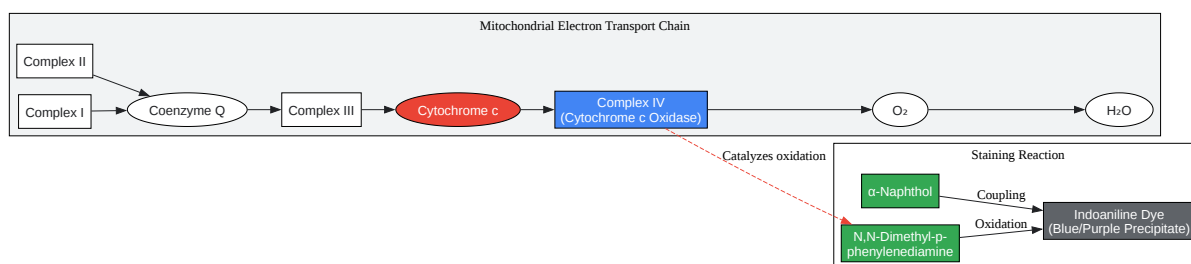 Mitochondrial Electron Transport Chain
Complex II
Complex I
Coenzyme Q
Complex III
Cytochrome c
Complex IV
(Cytochrome c Oxidase)
O₂
H₂O
Catalyzes oxidation
Staining Reaction
α-Naphthol
Coupling
N,N-Dimethyl-p-
phenylenediamine
Oxidation
Indoaniline Dye
(Blue/Purple Precipitate)